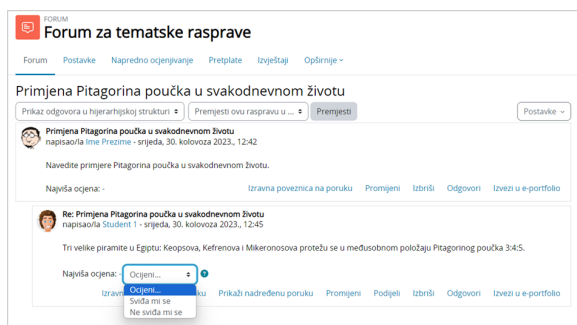 FORUM
Forum za tematske rasprave
Forum Postavke Napredno ocjenjivanje Pretplate Izvještaji Opširnije
Primjena Pitagorina poučka u svakodnevnom životu
Prikaz odgovora u hijerarhijskoj strukturi Premjesti ovu raspravu u ... Premjesti Postavke
Primjena Pitagorina poučka u svakodnevnom životu
napisao/la Ime Prezime - srijeda, 30. kolovoza 2023., 12:42
Navedite primjere Pitagorina poučka u svakodnevnom životu.
Najviša ocjena: - Izravna poveznica na poruku Promijeni Izbriši Odgovori Izvezi u e-portfolio
Re: Primjena Pitagorina poučka u svakodnevnom životu
napisao/la Student 1 - srijeda, 30. kolovoza 2023., 12:45
Tri velike piramite u Egiptu: Keopsova, Kefrenova i Mikeronosova protežu se u međusobnom položaju Pitagorinog poučka 3:4:5.
Najviša ocjena: - Ocijeni...
Ocijeni...
Prikaži nadređenu poruku Promijeni Podijeli Izbriši Odgovori Izvezi u e-portfolio
Sviđa mi se
Ne sviđa mi se